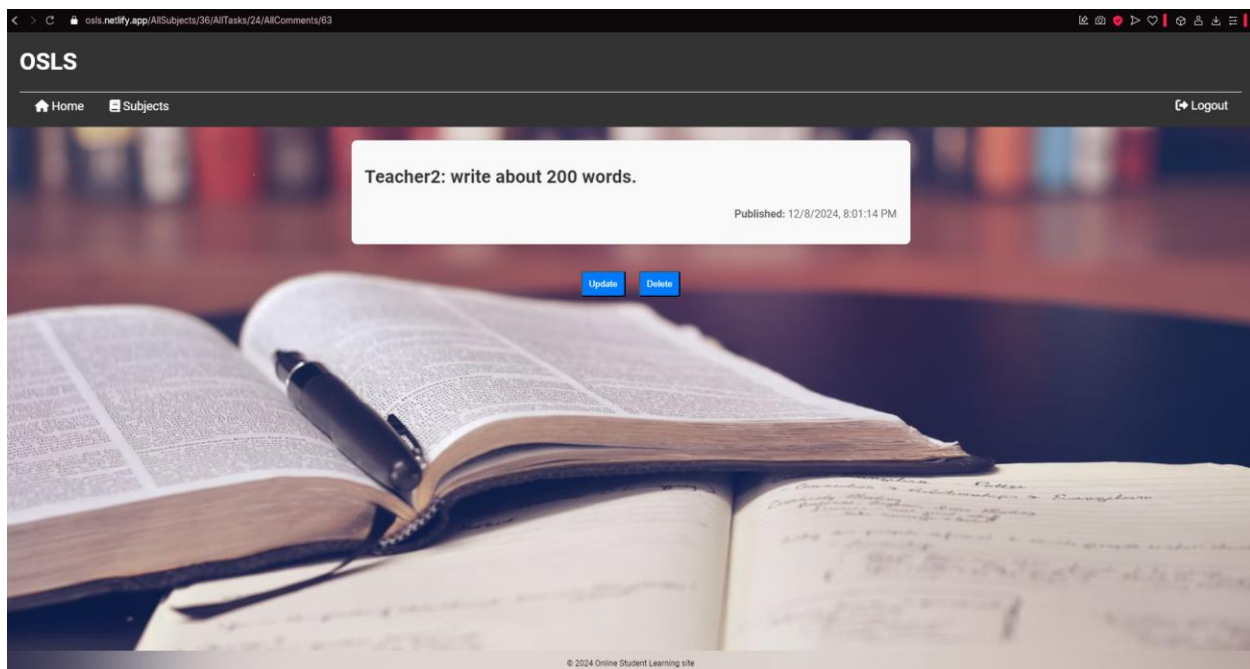 osls.netlify.app/AllSubjects/36/AllTasks/24/AllComments/63
OSLS
Home Subjects Logout
Teacher2: write about 200 words.
Published: 12/8/2024, 8:01:14 PM
Update Delete
© 2024 Online Student Learning site